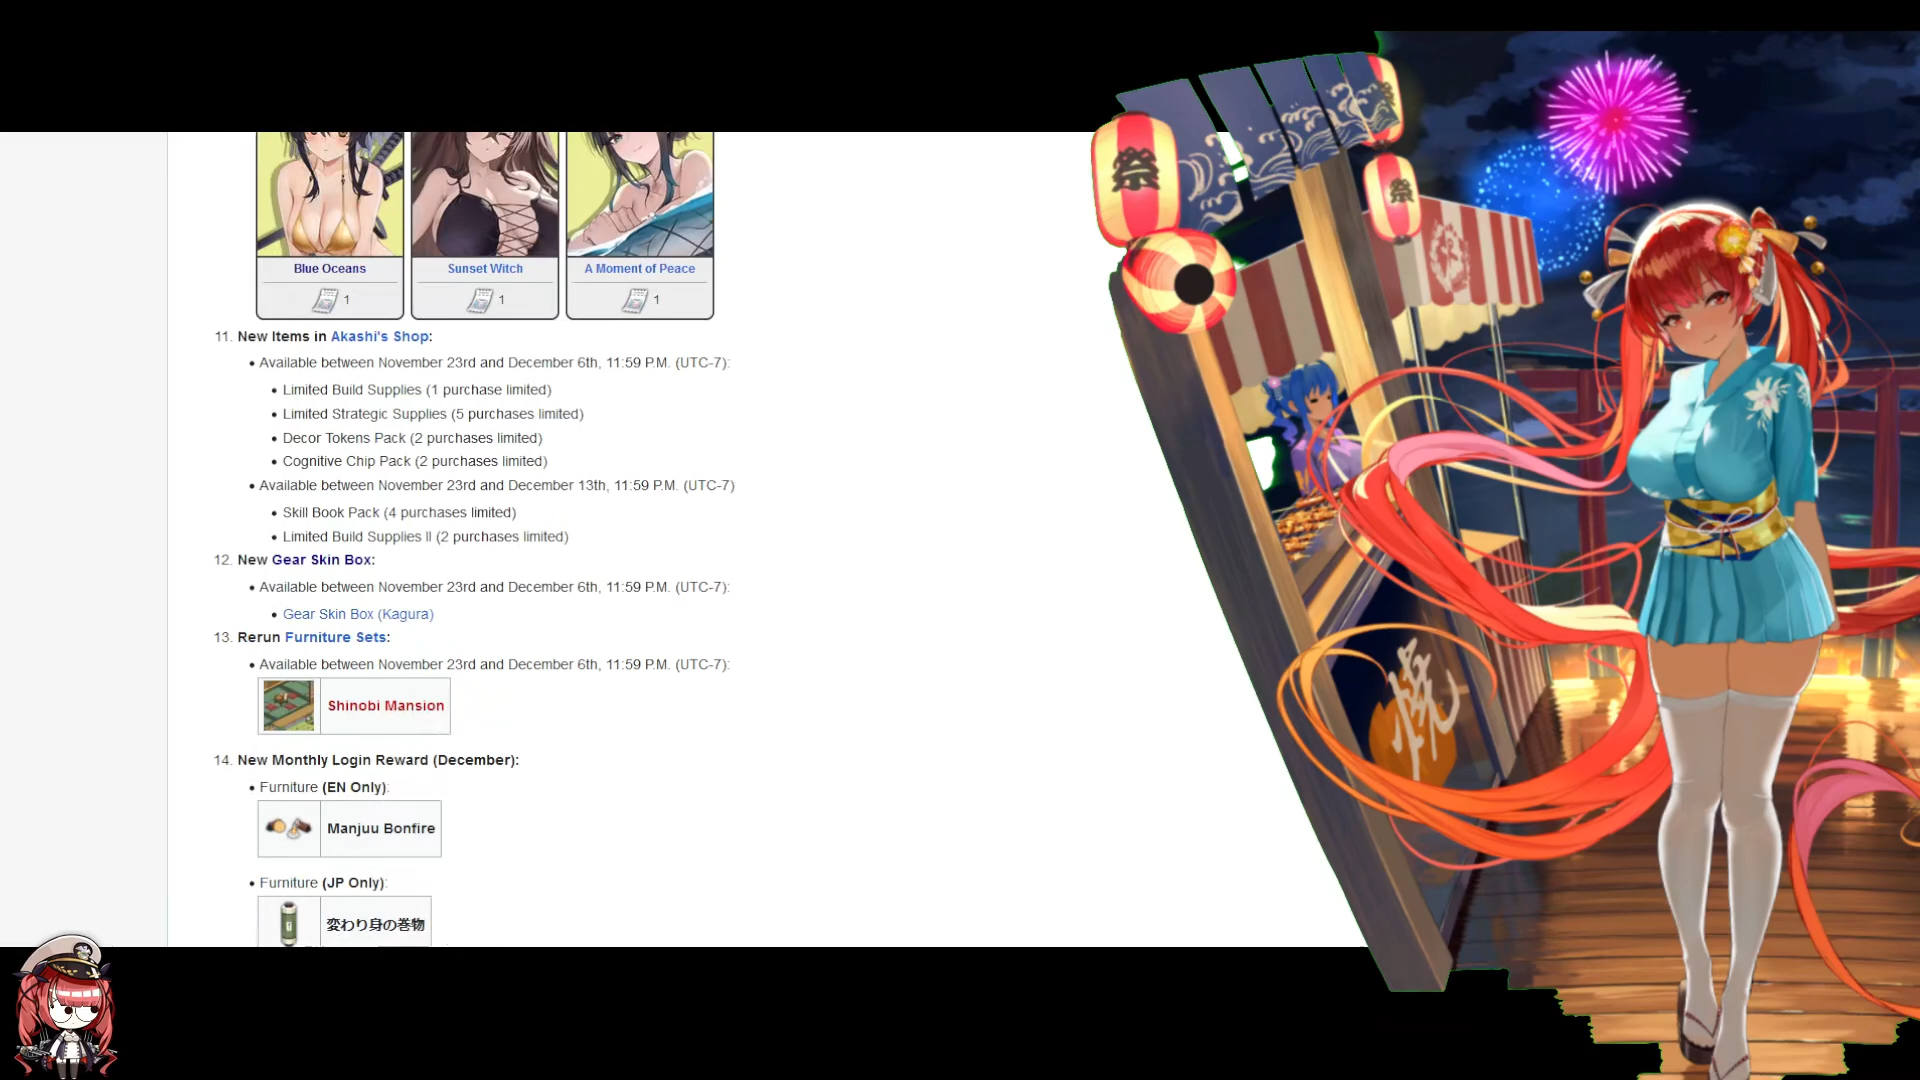 祭
祭
Blue Oceans
Sunset Witch
A Moment of Peace
1
1
1
11. New Items in Akashi's Shop:
Available between November 23rd and December 6th, 11:59 P.M. (UTC-7):
Limited Build Supplies (1 purchase limited)
Limited Strategic Supplies (5 purchases limited)
Decor Tokens Pack (2 purchases limited)
Cognitive Chip Pack (2 purchases limited)
Available between November 23rd and December 13th, 11:59 P.M. (UTC-7)
Skill Book Pack (4 purchases limited)
Limited Build Supplies II (2 purchases limited)
12. New Gear Skin Box:
Available between November 23rd and December 6th, 11:59 P.M. (UTC-7):
Gear Skin Box (Kagura)
13. Rerun Furniture Sets:
Available between November 23rd and December 6th, 11:59 P.M. (UTC-7):
Shinobi Mansion
焼
14. New Monthly Login Reward (December):
Furniture (EN Only):
Manjuu Bonfire
Furniture (JP Only):
変わり身の巻物